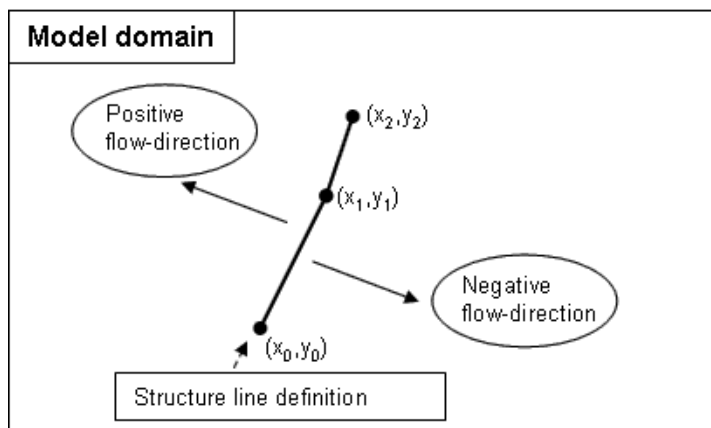 Model domain
Positive
flow-direction
(x₂,y₂)
(x₁,y₁)
Negative
flow-direction
(x₀,y₀)
Structure line definition